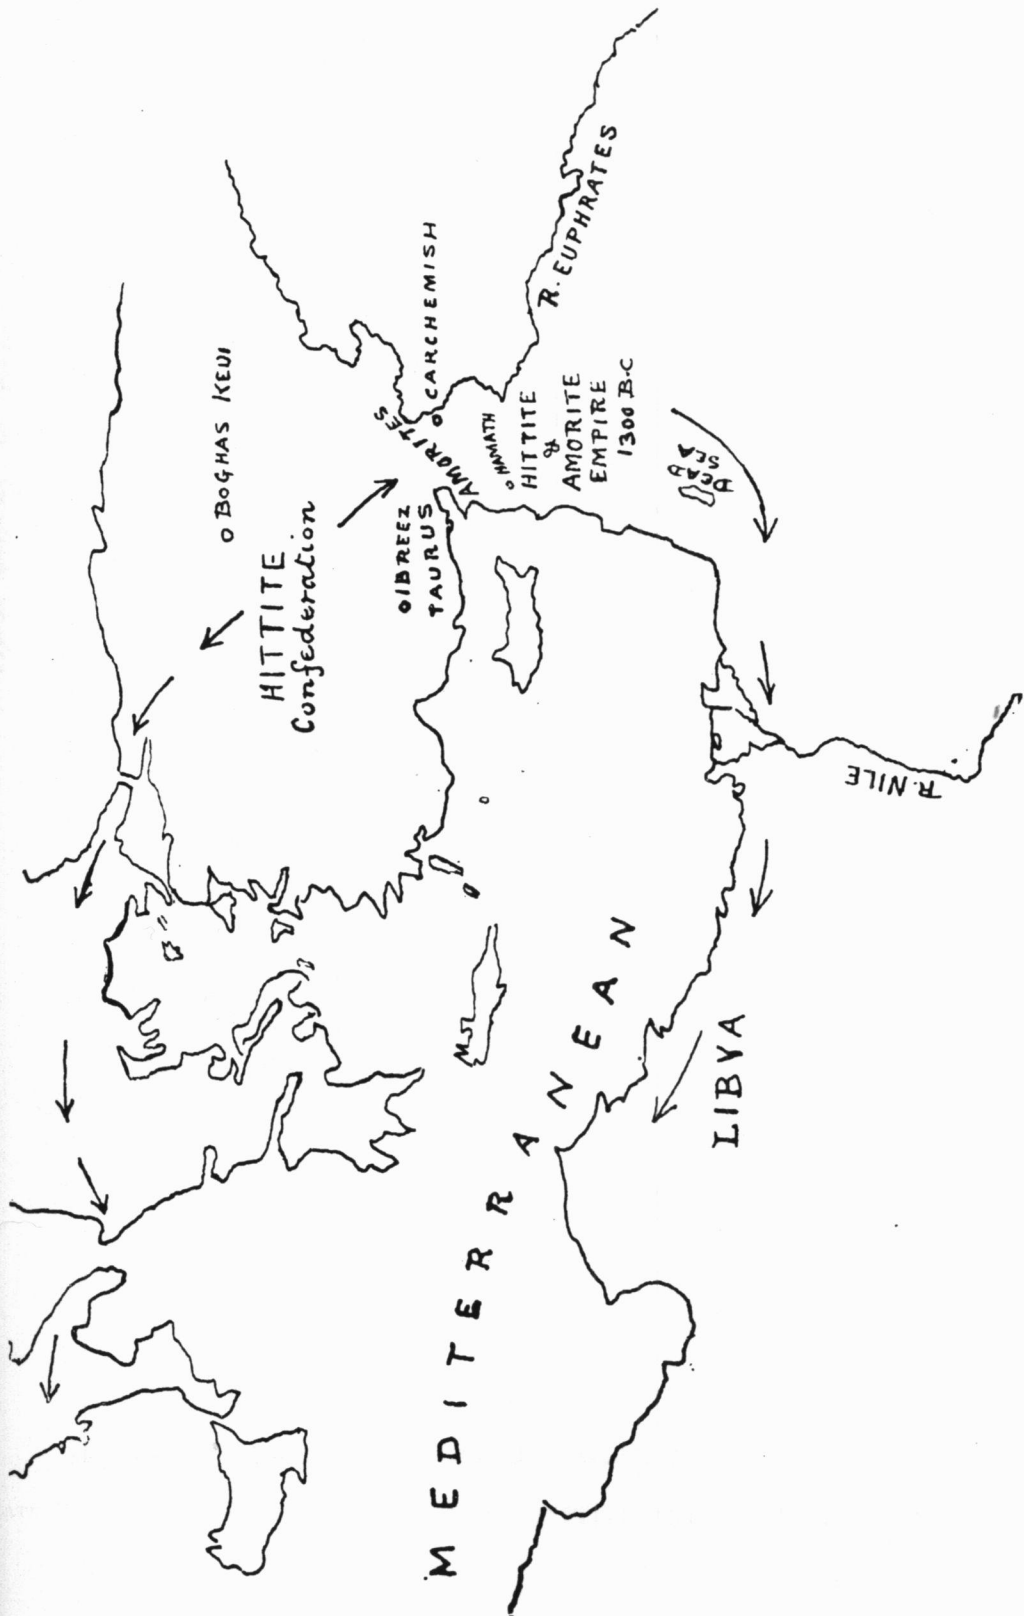 BOGHAS KEUI
HITTITE
Confederation
IBREEZ
TAURUS
AMORITES
CARCHEMISH
HAMATH
HITTITE
&
AMORITE
EMPIRE
1300 B.C
R. EUPHRATES
DEAD
SEA
R. NILE
LIBYA
MEDITERRANEAN